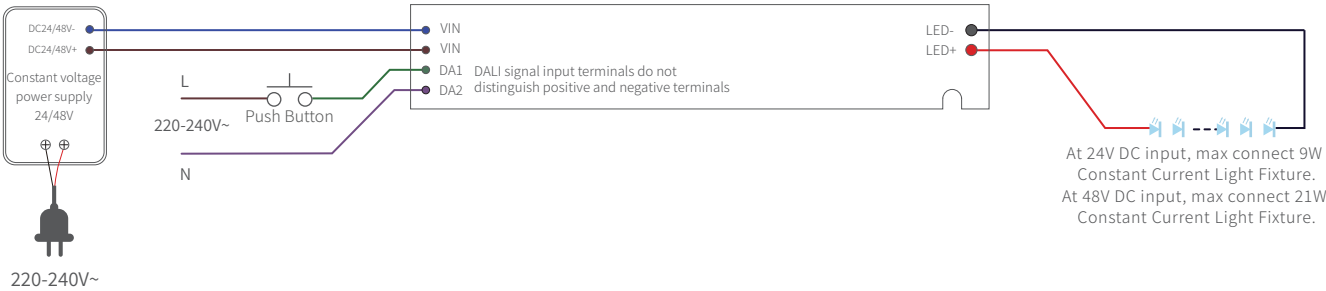 DC24/48V-
DC24/48V+
Constant voltage
power supply
24/48V
220-240V~
L
Push Button
220-240V~
N
VIN
VIN
DA1
DA2
DALI signal input terminals do not
distinguish positive and negative terminals
LED-
LED+
At 24V DC input, max connect 9W
Constant Current Light Fixture.
At 48V DC input, max connect 21W
Constant Current Light Fixture.